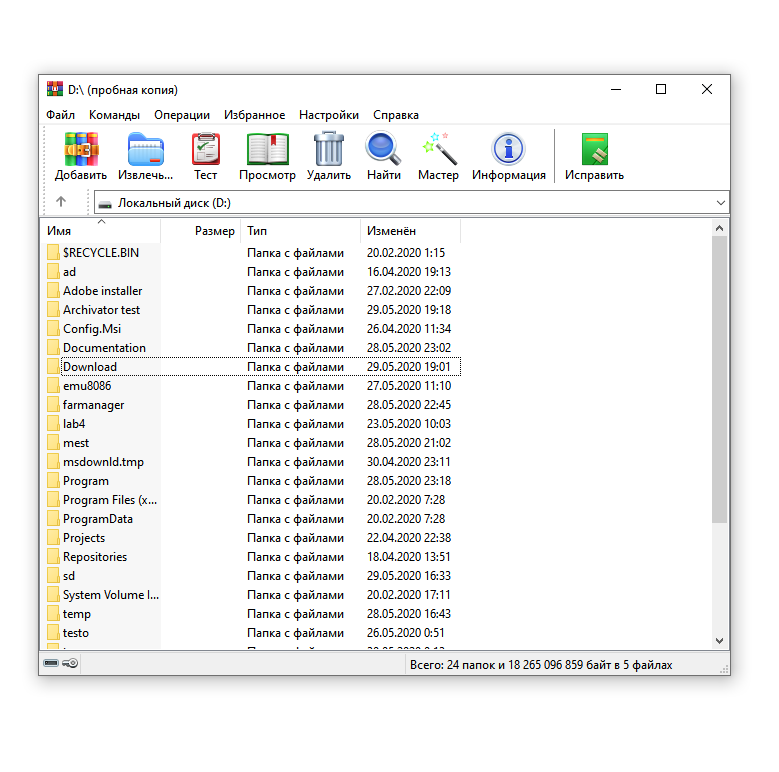 D:\ (пробная копия)
Файл Команды Операции Избранное Настройки Справка
Добавить Извлечь... Тест Просмотр Удалить Найти Мастер Информация Исправить
Локальный диск (D:)
Имя Размер Тип Изменён
$RECYCLE.BIN Папка с файлами 20.02.2020 1:15
ad Папка с файлами 16.04.2020 19:13
Adobe installer Папка с файлами 27.02.2020 22:09
Archivator test Папка с файлами 29.05.2020 19:18
Config.Msi Папка с файлами 26.04.2020 11:34
Documentation Папка с файлами 28.05.2020 23:02
Download Папка с файлами 29.05.2020 19:01
emu8086 Папка с файлами 27.05.2020 11:10
farmanager Папка с файлами 28.05.2020 22:45
lab4 Папка с файлами 23.05.2020 10:03
mest Папка с файлами 28.05.2020 21:02
msdownld.tmp Папка с файлами 30.04.2020 23:11
Program Папка с файлами 28.05.2020 23:18
Program Files (x... Папка с файлами 20.02.2020 7:28
ProgramData Папка с файлами 20.02.2020 7:28
Projects Папка с файлами 22.04.2020 22:38
Repositories Папка с файлами 18.04.2020 13:51
sd Папка с файлами 29.05.2020 16:33
System Volume I... Папка с файлами 20.02.2020 17:11
temp Папка с файлами 28.05.2020 16:43
testo Папка с файлами 26.05.2020 0:51
Всего: 24 папок и 18 265 096 859 байт в 5 файлах